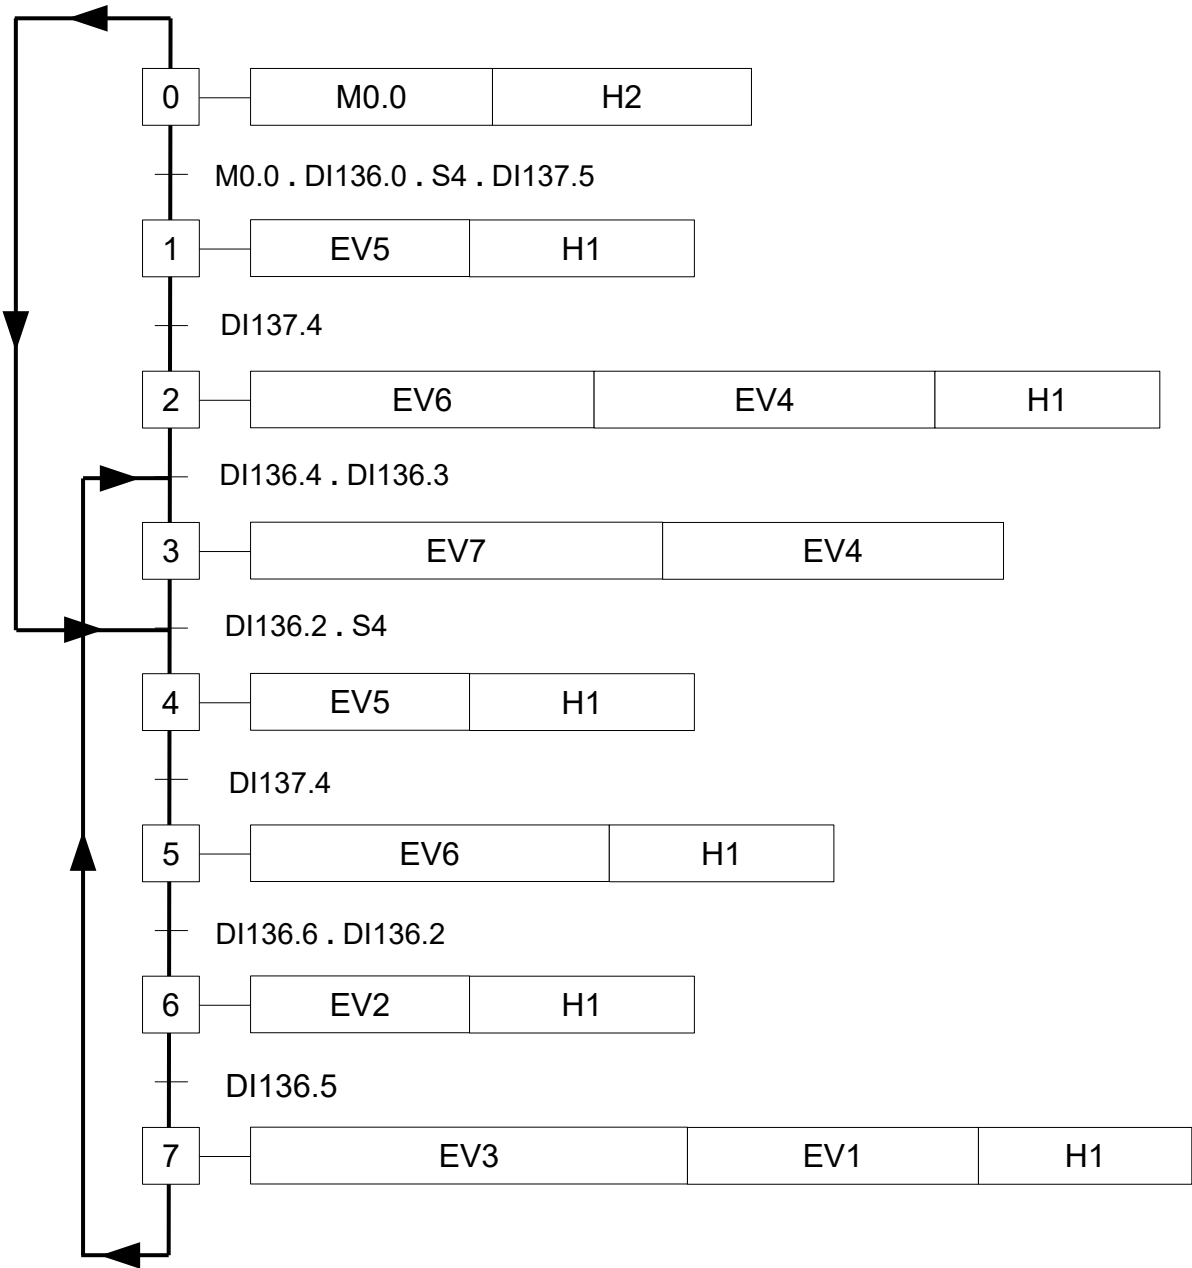 0 M0.0 H2
M0.0 . DI136.0 . S4 . DI137.5
1 EV5 H1
DI137.4
2 EV6 EV4 H1
DI136.4 . DI136.3
3 EV7 EV4
DI136.2 . S4
4 EV5 H1
DI137.4
5 EV6 H1
DI136.6 . DI136.2
6 EV2 H1
DI136.5
7 EV3 EV1 H1